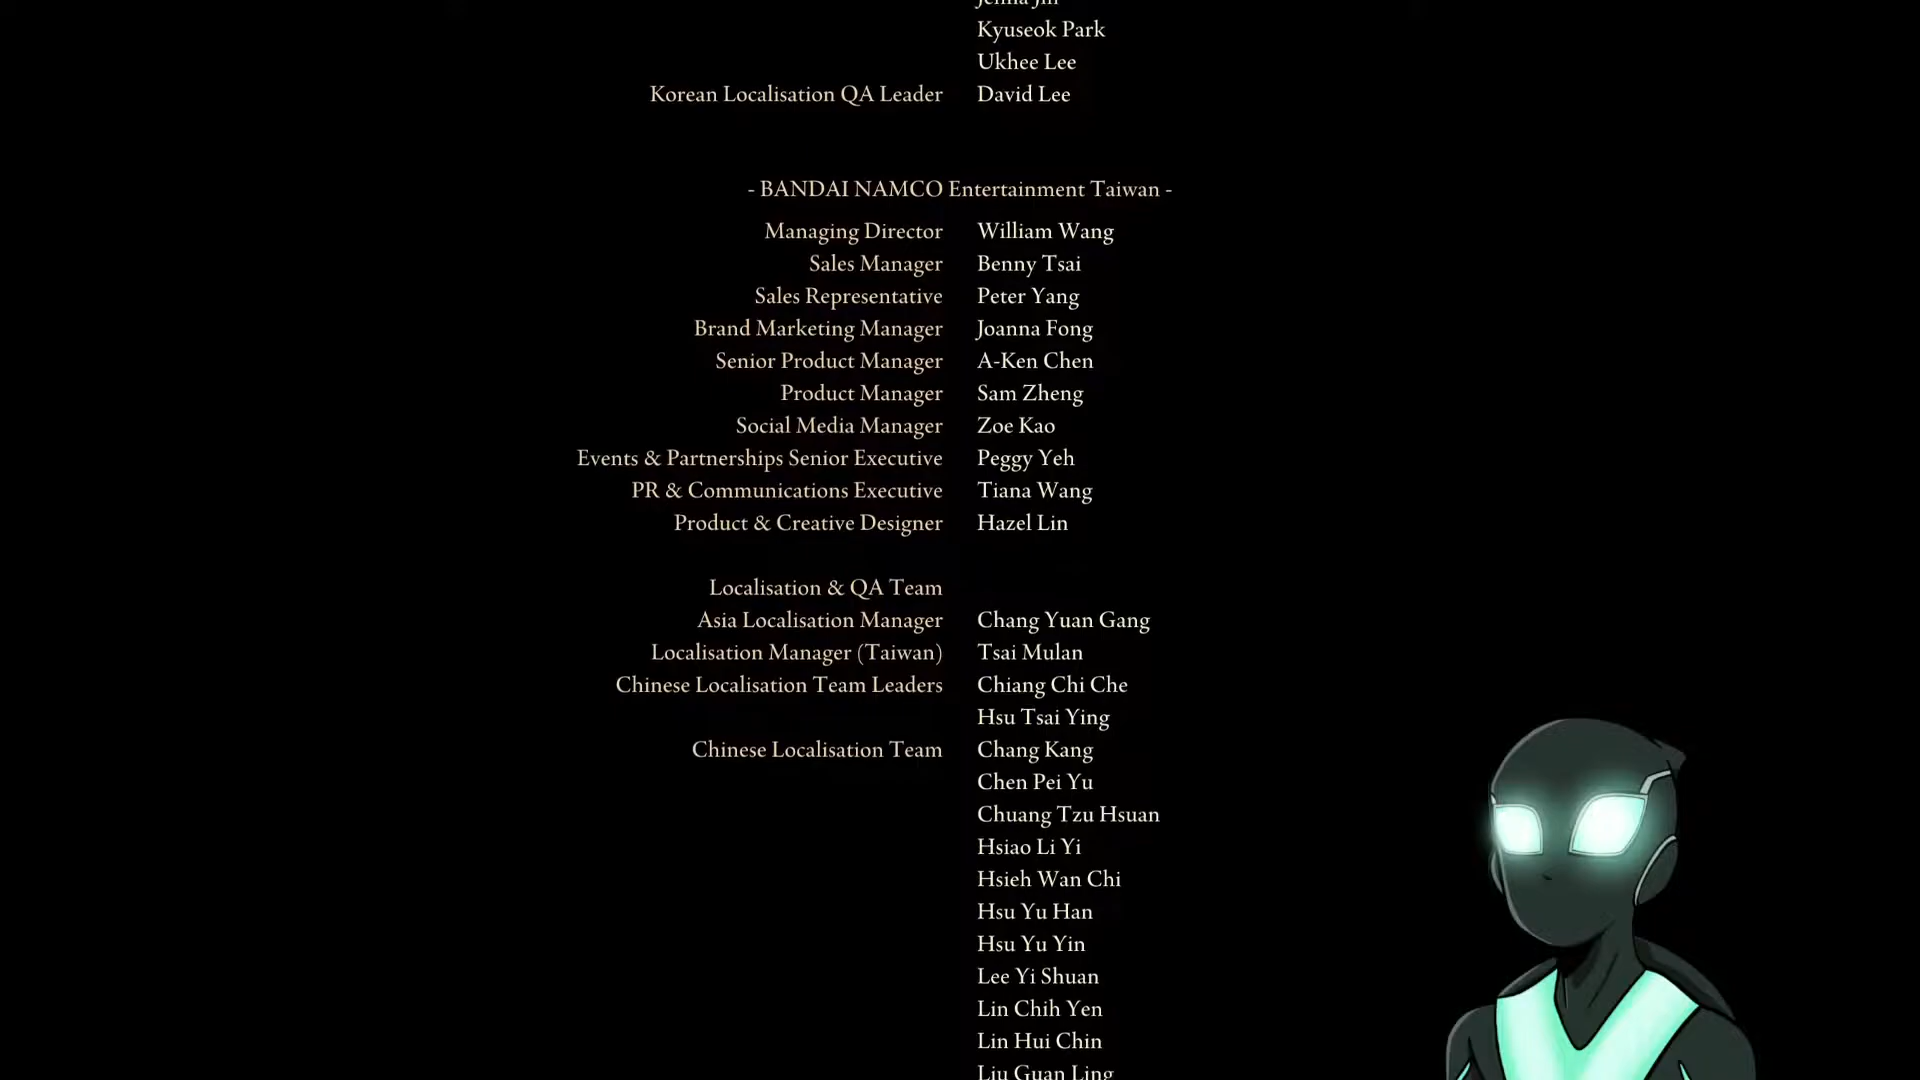 Jenna Jin
Kyuseok Park
Ukhee Lee
Korean Localisation QA Leader David Lee
- BANDAI NAMCO Entertainment Taiwan -
Managing Director William Wang
Sales Manager Benny Tsai
Sales Representative Peter Yang
Brand Marketing Manager Joanna Fong
Senior Product Manager A-Ken Chen
Product Manager Sam Zheng
Social Media Manager Zoe Kao
Events & Partnerships Senior Executive Peggy Yeh
PR & Communications Executive Tiana Wang
Product & Creative Designer Hazel Lin
Localisation & QA Team
Asia Localisation Manager Chang Yuan Gang
Localisation Manager (Taiwan) Tsai Mulan
Chinese Localisation Team Leaders Chiang Chi Che
Hsu Tsai Ying
Chinese Localisation Team Chang Kang
Chen Pei Yu
Chuang Tzu Hsuan
Hsiao Li Yi
Hsieh Wan Chi
Hsu Yu Han
Hsu Yu Yin
Lee Yi Shuan
Lin Chih Yen
Lin Hui Chin
Liu Guan Ling